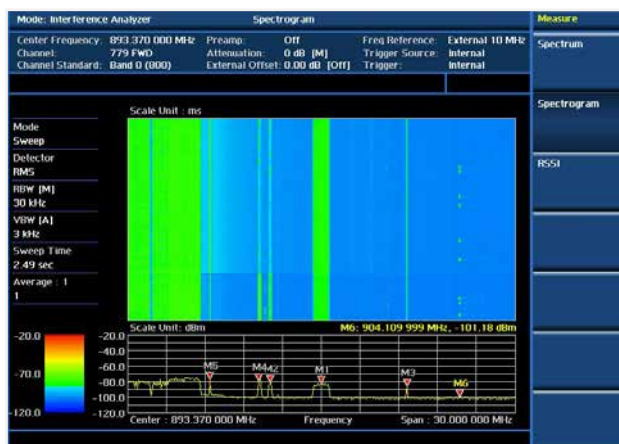 Mode: Interference Analyzer Spectrogram Measure
Center Frequency: 893.370 000 MHz Preamp: Off Freq Reference: External 10 MHz
Channel: 779 FWD Attenuation: 0 dB [M] Trigger Source: Internal
Channel Standard: Band 0 (800) External Offset: 0.00 dB [Off] Trigger: Internal
Spectrum
Spectrogram
RSSI
Scale Unit : ms
Mode
Sweep
Detector
RMS
RBW [M]
30 kHz
VBW [A]
3 kHz
Sweep Time
2.49 sec
Average : 1
1
Scale Unit: dBm M6: 904.109 999 MHz, -101.18 dBm
-20.0
-70.0
-120.0
-20.0
-40.0
-60.0
-80.0
-100.0
-120.0
M5 M4 M2 M1 M3 M6
Center : 893.370 000 MHz Frequency Span : 30.000 000 MHz